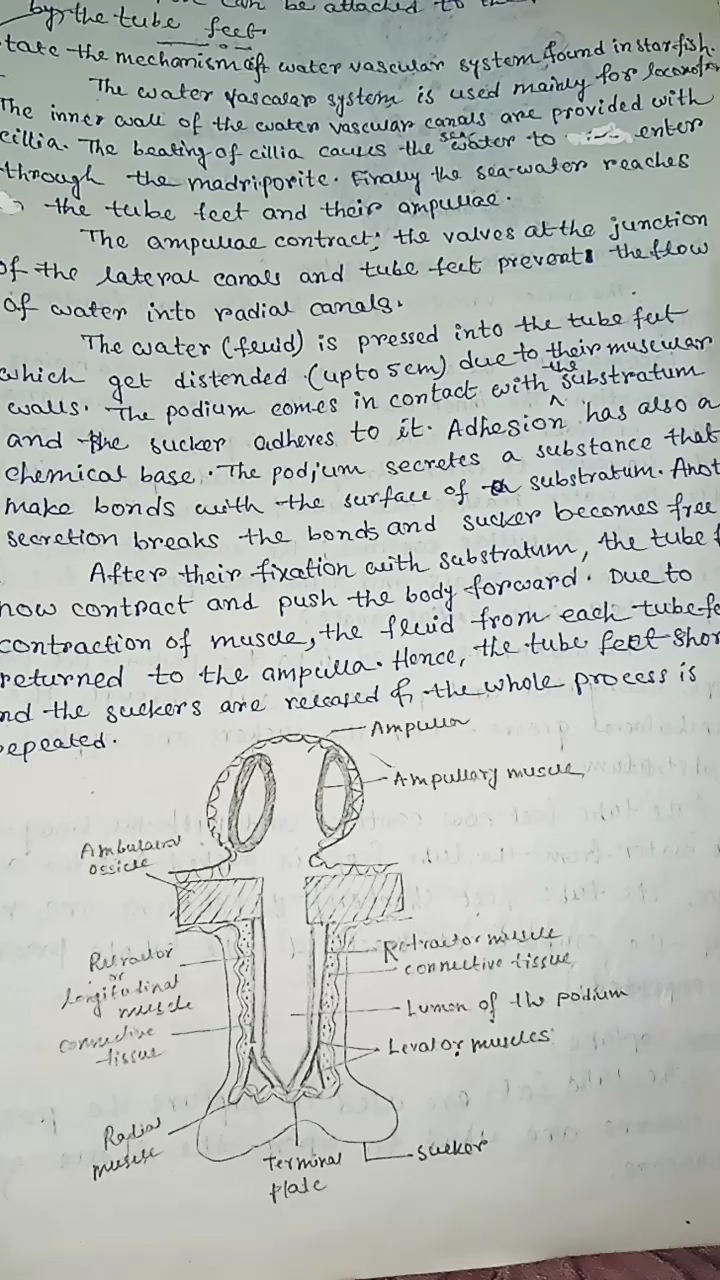 can be attached to
by the tube feet.
tate the mechanism of water vascular system found in starfish.
The water vascular system is used mainly for locomotion
The inner wall of the water vascular canals are provided with
cillia. The beating of cillia causes the sea water to enter
through the madriporite. Finally the sea-water reaches
the tube feet and their ampullae.
The ampullae contract; the valves at the junction
of the lateral canals and tube feet prevents the flow
of water into radial canals.
The water (fluid) is pressed into the tube feet
which get distended (upto 5cm) due to their muscular
walls. The podium comes in contact with the substratum
and the sucker adheres to it. Adhesion has also a
chemical base. The podium secretes a substance that
make bonds with the surface of substratum. Anot
secretion breaks the bonds and sucker becomes free
After their fixation with substratum, the tube f
now contract and push the body forward. Due to
contraction of muscle, the fluid from each tube-fe
returned to the ampulla. Hence, the tube feet shor
nd the suckers are released & the whole process is
repeated.
Ampulla
Ampullary muscle
Ambulacral
ossicle
Retractor
or
longitudinal
muscle
connective
tissue
Retractor muscle
connective tissue
Lumen of the podium
Levator muscles
Radial
muscle
Terminal
plate
sucker